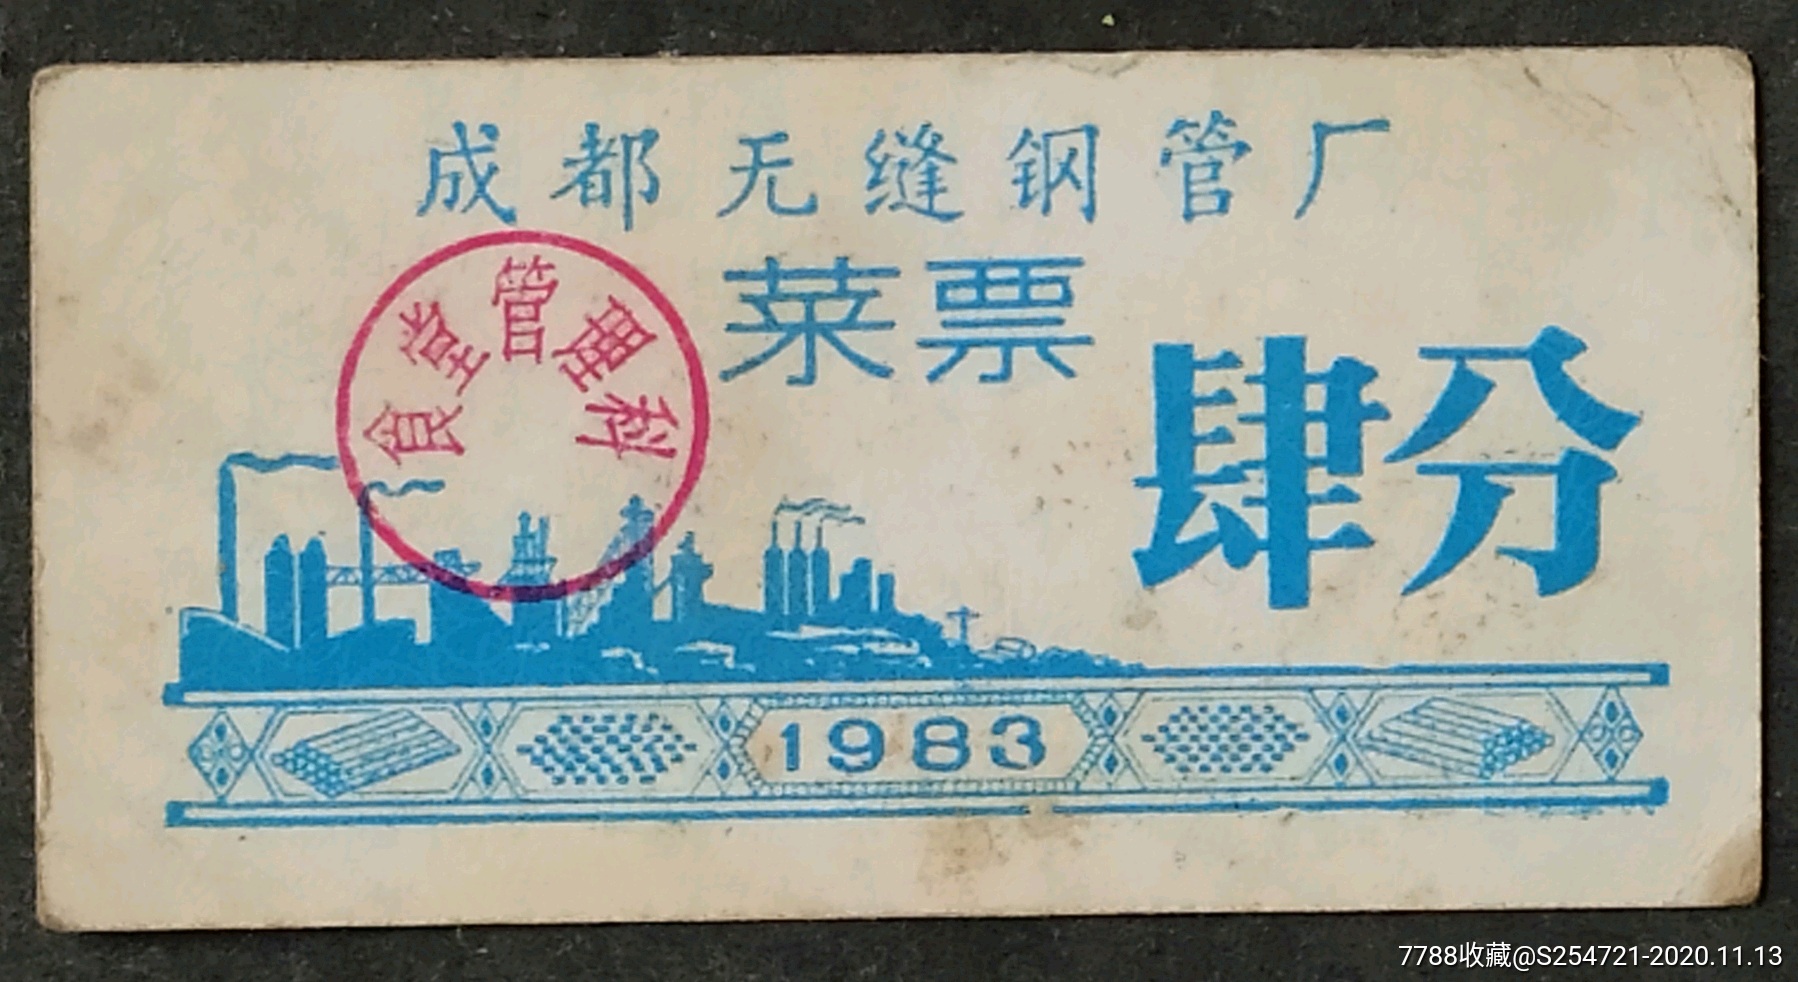 成都无缝钢管厂
菜票
肆分
食堂管理科
1983
7788收藏@S254721-2020.11.13